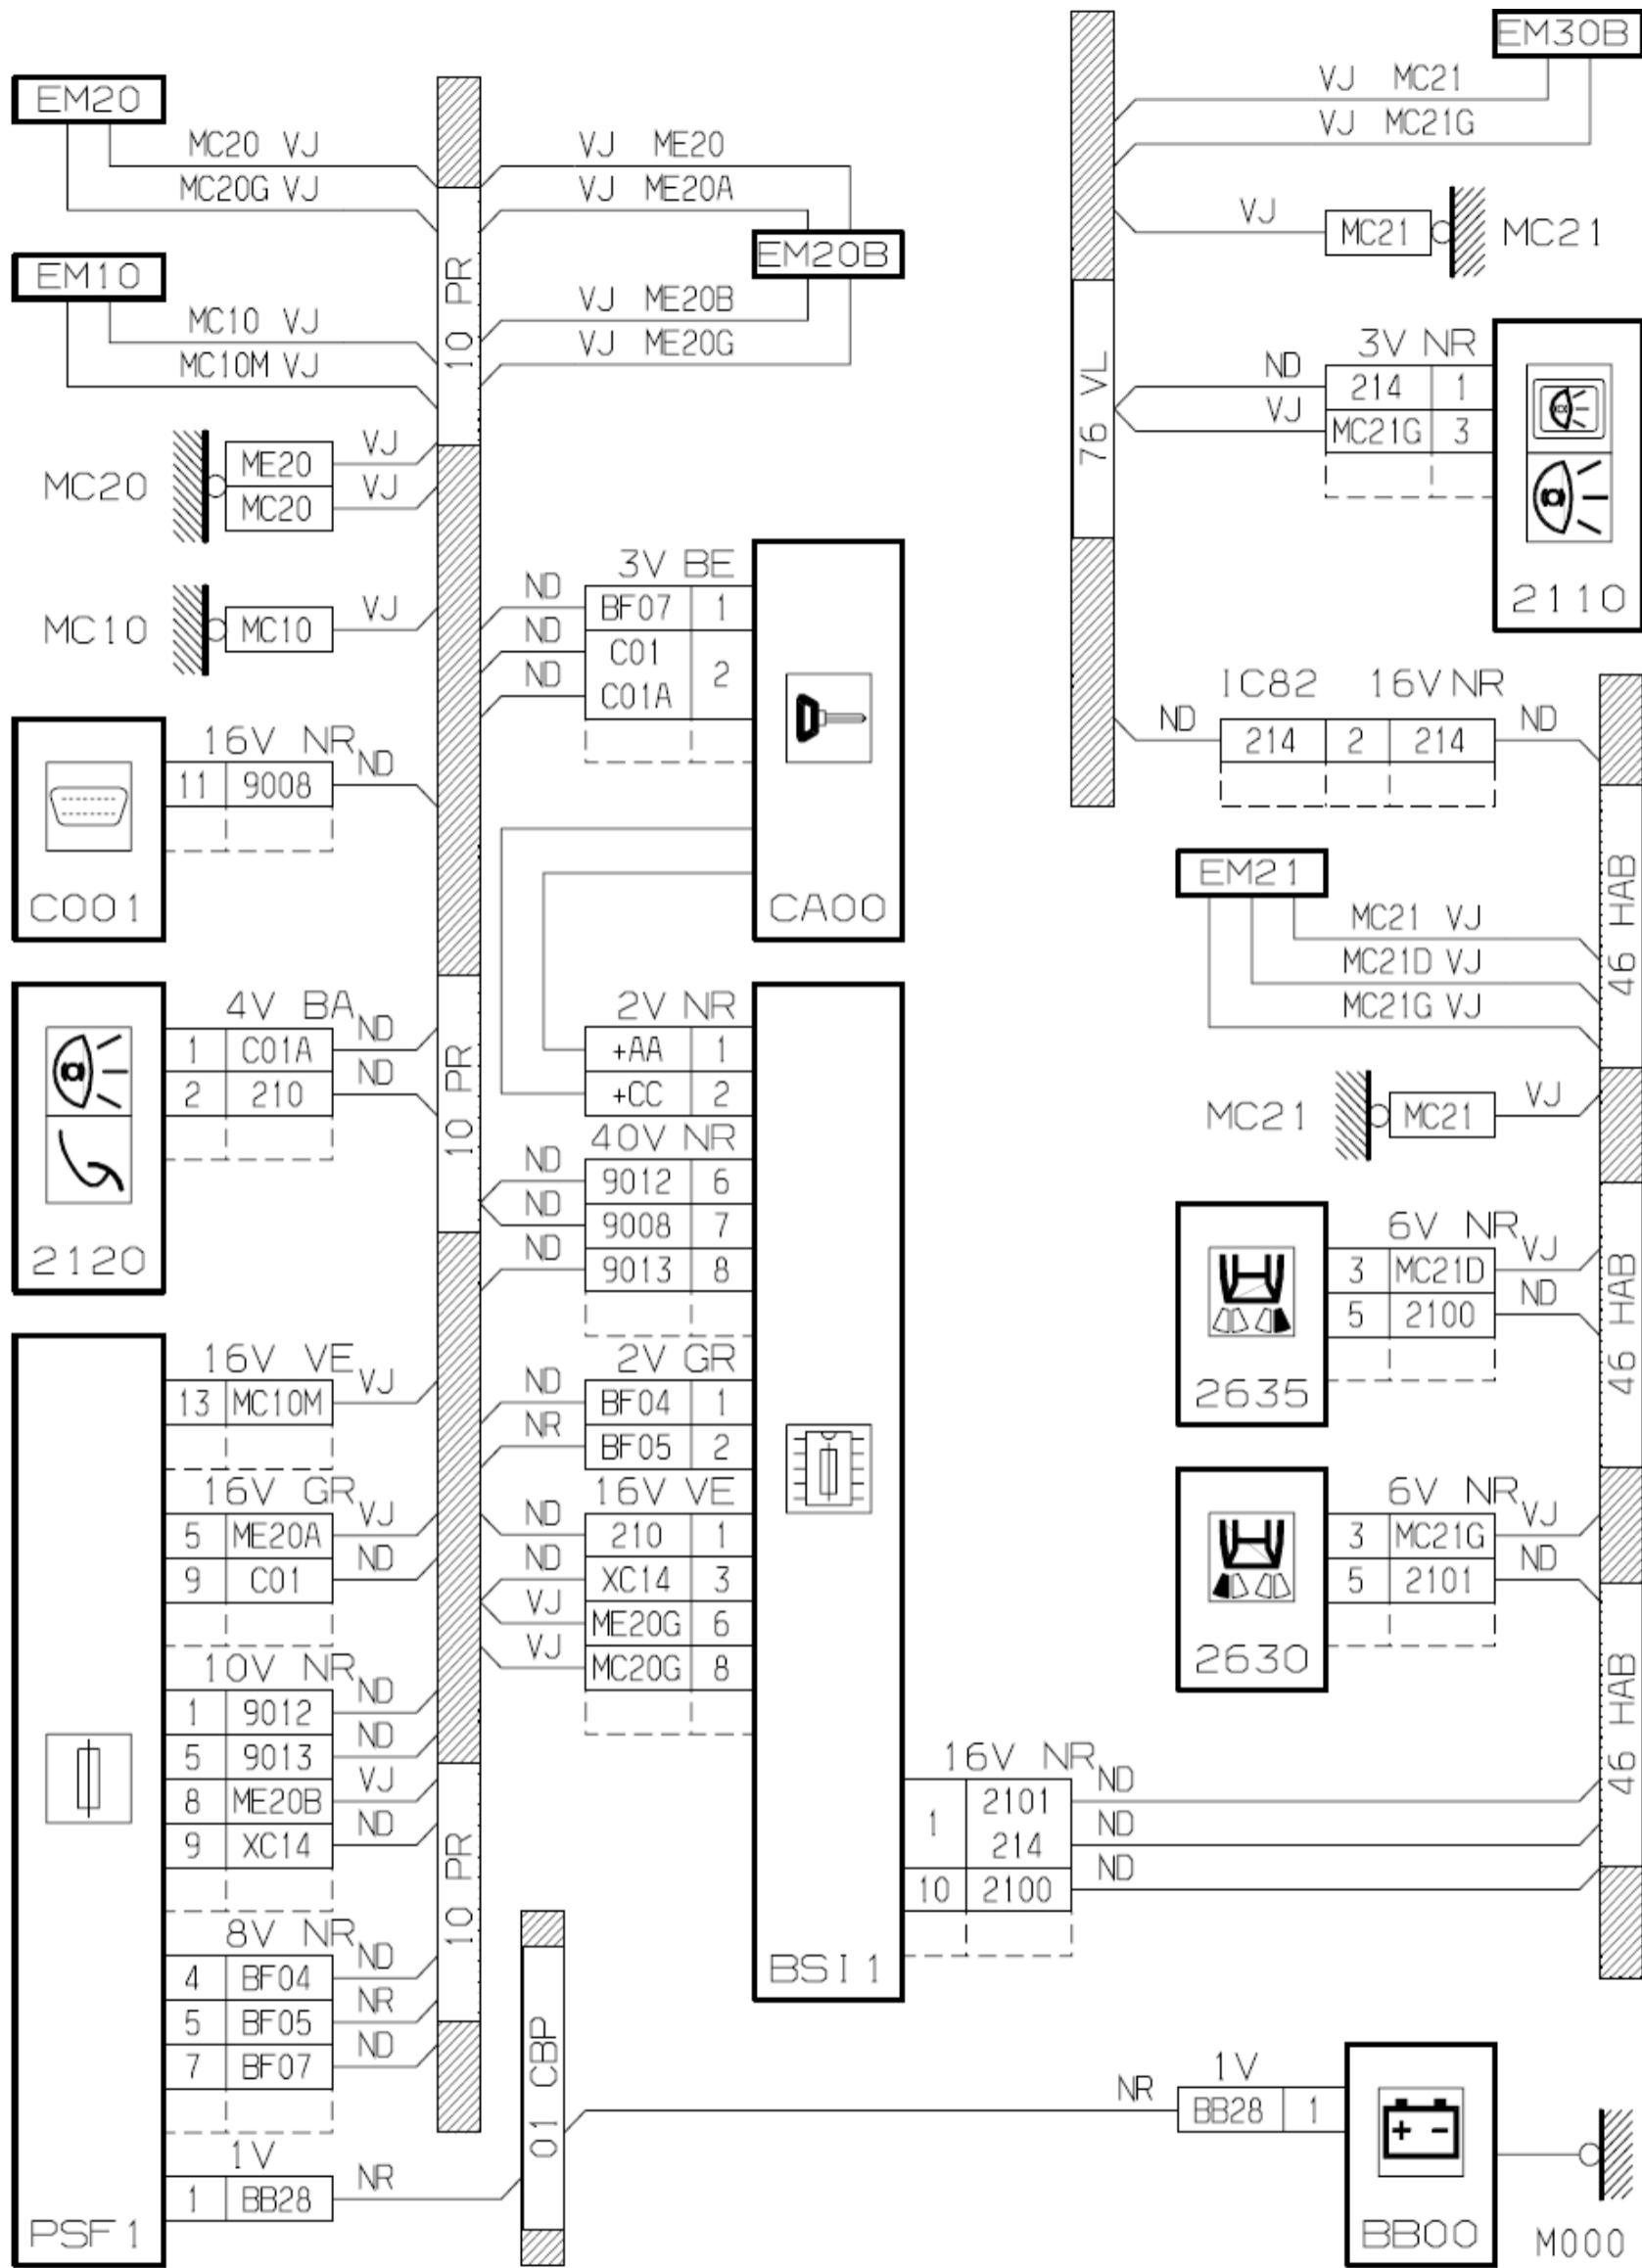 EM30B
VJ MC21
VJ MC21G
EM20
MC20 VJ
MC20G VJ
VJ ME20
VJ ME20A
EM20B
VJ ME20B
VJ ME20G
EM10
MC10 VJ
MC10M VJ
10 PR
MC20
ME20 VJ
MC20 VJ
MC10
MC10 VJ
VJ MC21 MC21
76 VL
3V NR
ND 214 1
VJ MC21G 3
2110
3V BE
ND BF07 1
ND C01 2
ND C01A
CA00
16V NR
11 9008 ND
C001
IC82 16V NR
ND 214 2 214 ND
EM21
MC21 VJ
MC21D VJ
MC21G VJ
46 HAB
MC21 MC21 VJ
4V BA
1 C01A ND
2 210 ND
2120
10 PR
2V NR
+AA 1
+CC 2
40V NR
ND 9012 6
ND 9008 7
ND 9013 8
2V GR
ND BF04 1
NR BF05 2
16V VE
ND 210 1
ND XC14 3
VJ ME20G 6
VJ MC20G 8
BSI1
6V NR
3 MC21D VJ
5 2100 ND
2635
46 HAB
6V NR
3 MC21G VJ
5 2101 ND
2630
46 HAB
16V NR
1 2101 ND
214 ND
10 2100 ND
16V VE
13 MC10M VJ
16V GR
5 ME20A VJ
9 C01 ND
10V NR
1 9012 ND
5 9013 ND
8 ME20B VJ
9 XC14 ND
8V NR
4 BF04 ND
5 BF05 NR
7 BF07 ND
1V
1 BB28 NR
PSF1
10 PR
01 CBP
1V
NR BB28 1
BB00
M000